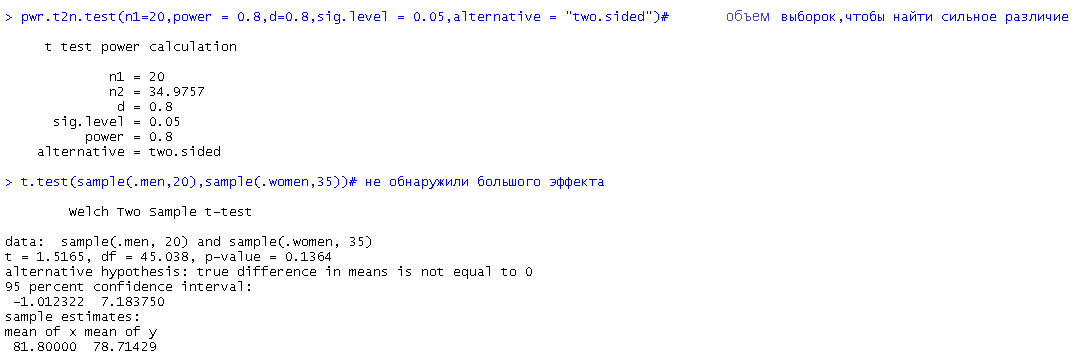 > pwr.t2n.test(n1=20,power = 0.8,d=0.8,sig.level = 0.05,alternative = "two.sided")# объем выборок,чтобы найти сильное различие
t test power calculation
n1 = 20
n2 = 34.9757
d = 0.8
sig.level = 0.05
power = 0.8
alternative = two.sided
> t.test(sample(.men,20),sample(.women,35))# не обнаружили большого эффекта
Welch Two Sample t-test
data:  sample(.men, 20) and sample(.women, 35)
t = 1.5165, df = 45.038, p-value = 0.1364
alternative hypothesis: true difference in means is not equal to 0
95 percent confidence interval:
-1.012322  7.183750
sample estimates:
mean of x mean of y
81.80000  78.71429